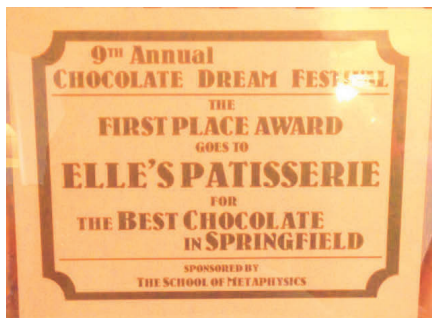 9TH Annual
CHOCOLATE DREAM FESTIVAL
THE
FIRST PLACE AWARD
GOES TO
ELLE'S PATISSERIE
FOR
THE BEST CHOCOLATE
IN SPRINGFIELD
SPONSORED BY
THE SCHOOL OF METAPHYSICS